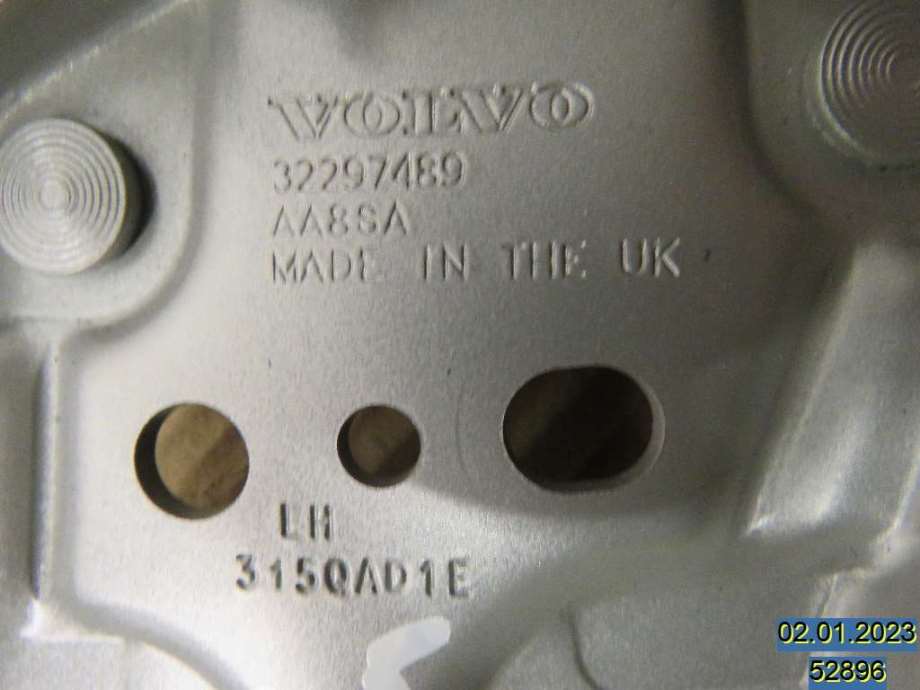 VOLVO
32297489
AA8SA
MADE IN THE UK
LH
315QAD1E
02.01.2023
52896